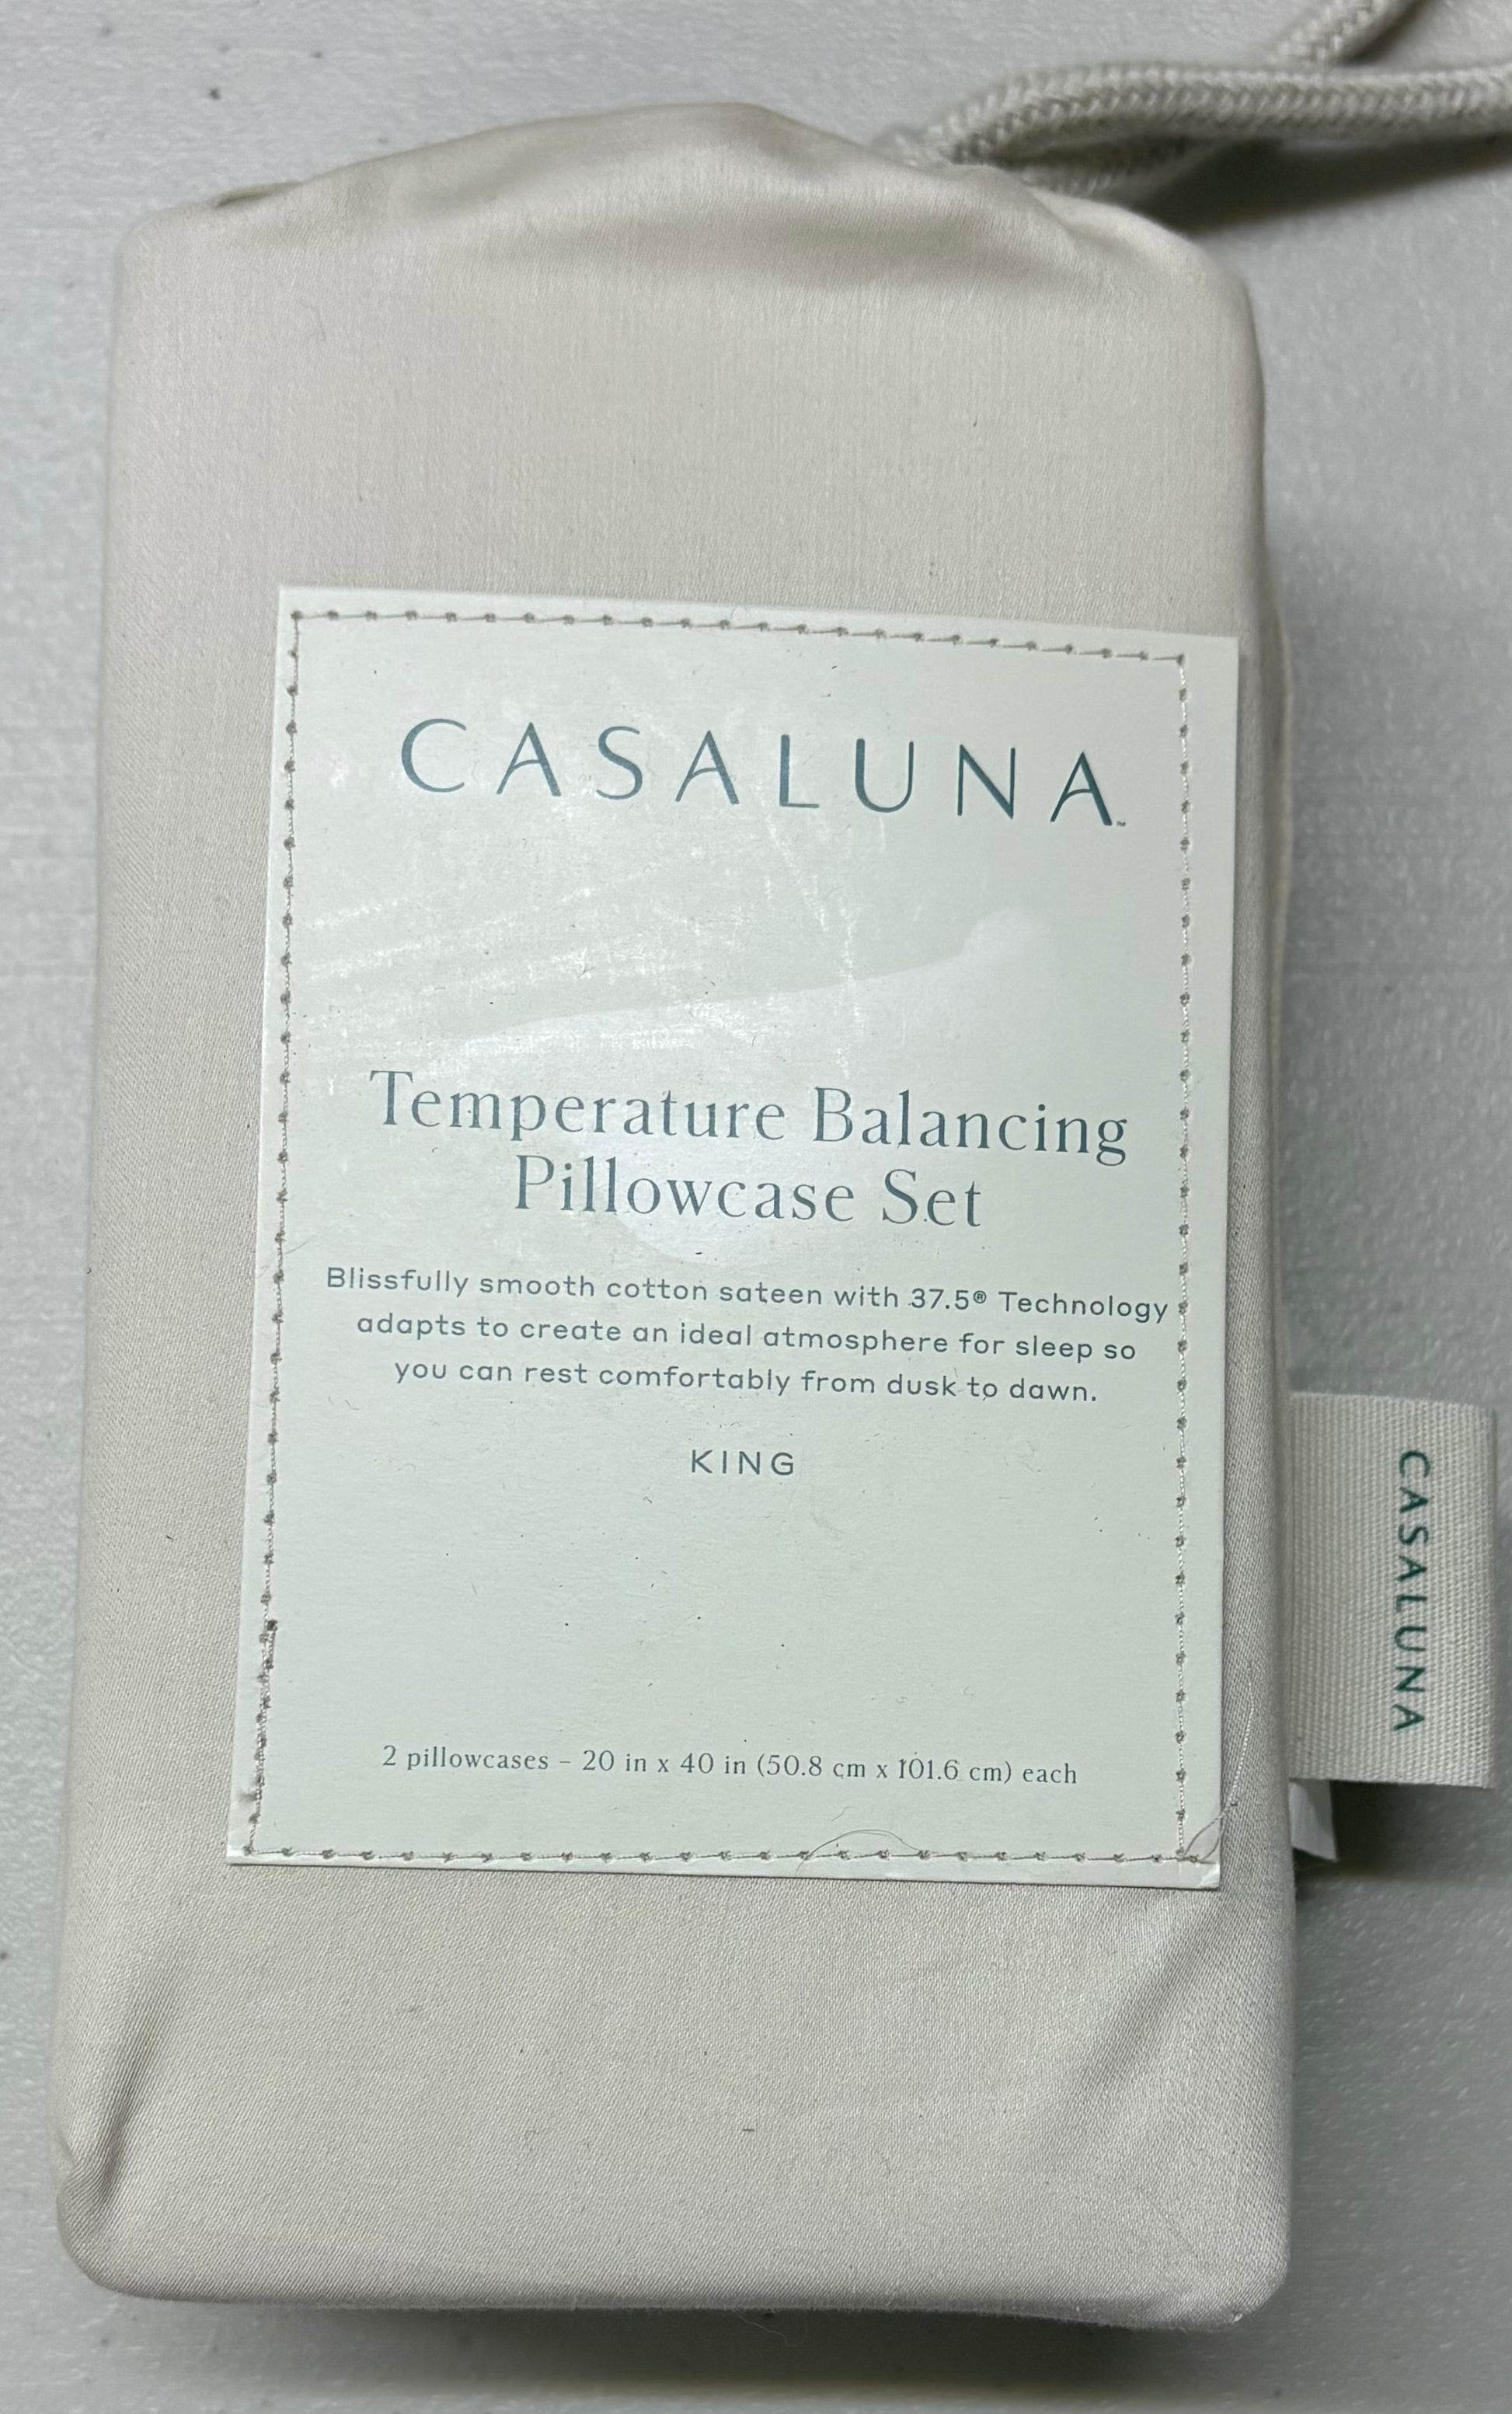 CASALUNA™
Temperature Balancing
Pillowcase Set
Blissfully smooth cotton sateen with 37.5® Technology
adapts to create an ideal atmosphere for sleep so
you can rest comfortably from dusk to dawn.
KING
2 pillowcases – 20 in x 40 in (50.8 cm x 101.6 cm) each
CASALUNA